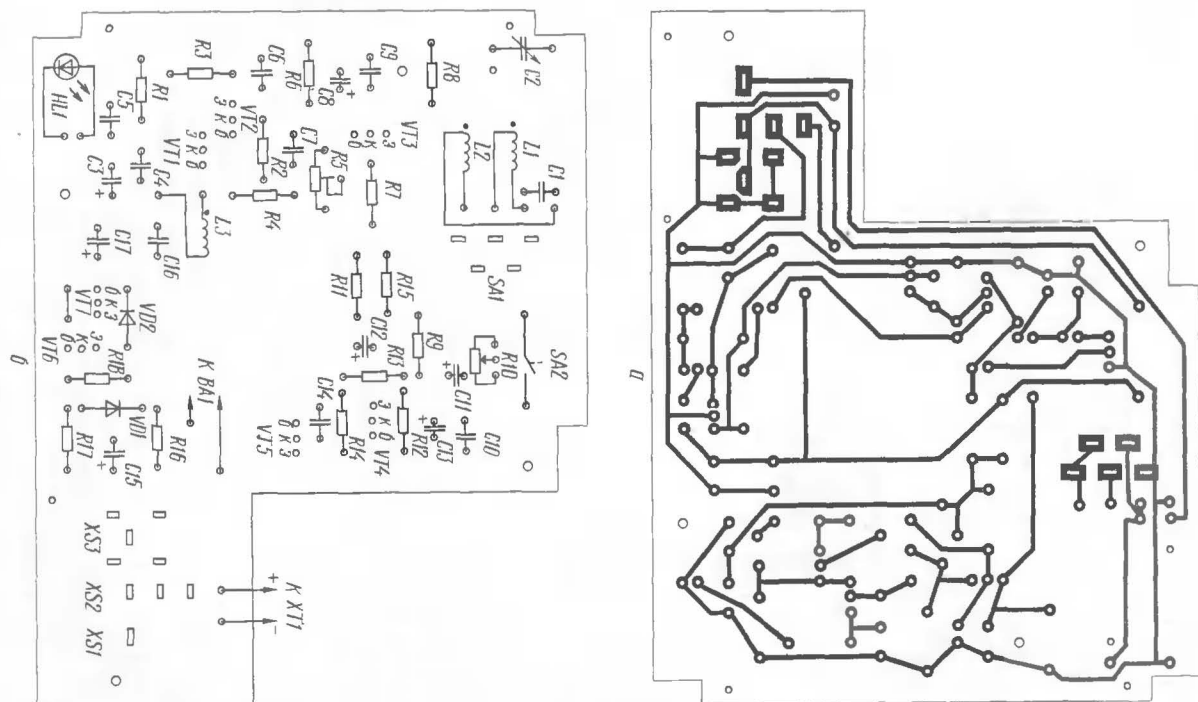 HL1
C5
R1
R3
C6
R6
C8
+
C9
R8
C2
C3
+
VT1
З К б
C4
VT2
З К б
R2
C7
R5
б К З
VT3
R7
L2
L1
C1
R4
L3
C17
+
C16
R11
R15
SA1
VT7
б К З
VD2
VT6
б К З
R18
К BA1
C12
+
R13
R9
R10
SA2
C11
+
R17
VD1
C15
+
R16
VT5
б К З
C14
R14
VT4
З К б
R12
C13
+
C10
XS3
XS2
XS1
+
К XT1
-
б
а